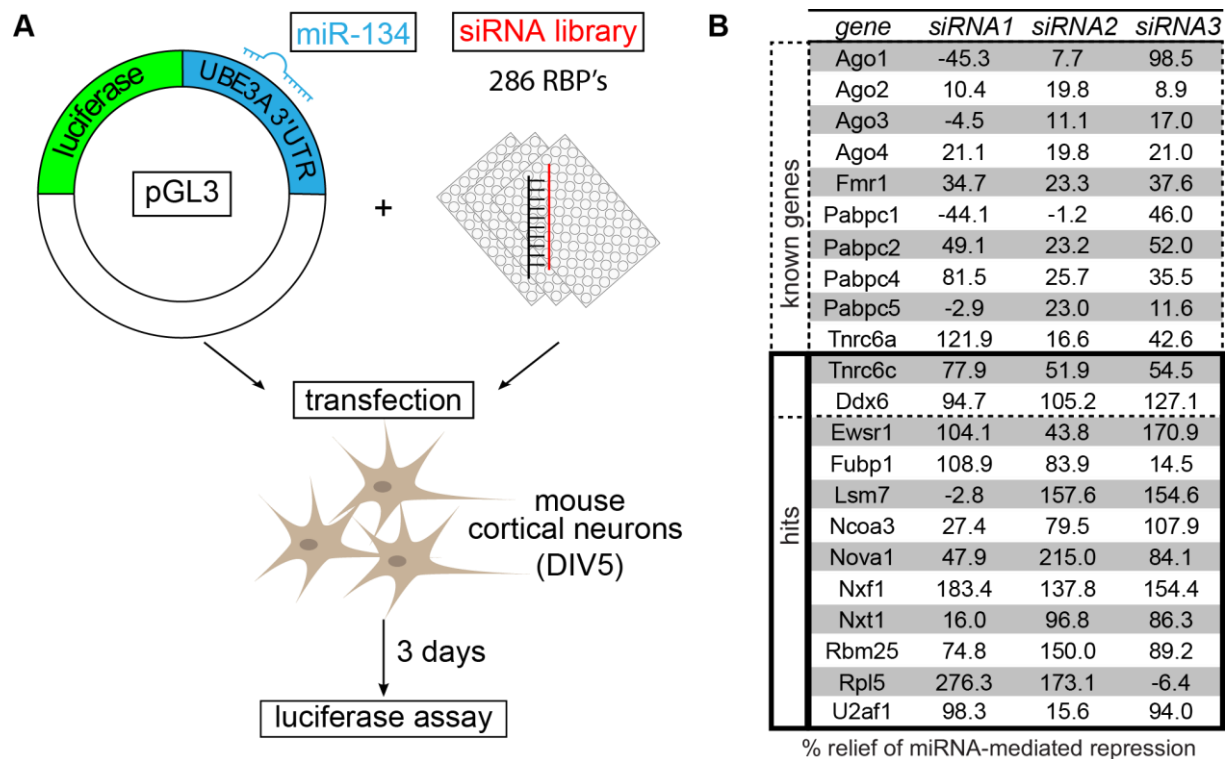 A
miR-134
siRNA library
286 RBP's
luciferase
UBE3A 3'UTR
pGL3
+
transfection
mouse
cortical neurons
(DIV5)
3 days
luciferase assay
B
gene siRNA1 siRNA2 siRNA3
known genes
Ago1 -45.3 7.7 98.5
Ago2 10.4 19.8 8.9
Ago3 -4.5 11.1 17.0
Ago4 21.1 19.8 21.0
Fmr1 34.7 23.3 37.6
Pabpc1 -44.1 -1.2 46.0
Pabpc2 49.1 23.2 52.0
Pabpc4 81.5 25.7 35.5
Pabpc5 -2.9 23.0 11.6
Tnrc6a 121.9 16.6 42.6
Tnrc6c 77.9 51.9 54.5
Ddx6 94.7 105.2 127.1
hits
Ewsr1 104.1 43.8 170.9
Fubp1 108.9 83.9 14.5
Lsm7 -2.8 157.6 154.6
Ncoa3 27.4 79.5 107.9
Nova1 47.9 215.0 84.1
Nxf1 183.4 137.8 154.4
Nxt1 16.0 96.8 86.3
Rbm25 74.8 150.0 89.2
Rpl5 276.3 173.1 -6.4
U2af1 98.3 15.6 94.0
% relief of miRNA-mediated repression